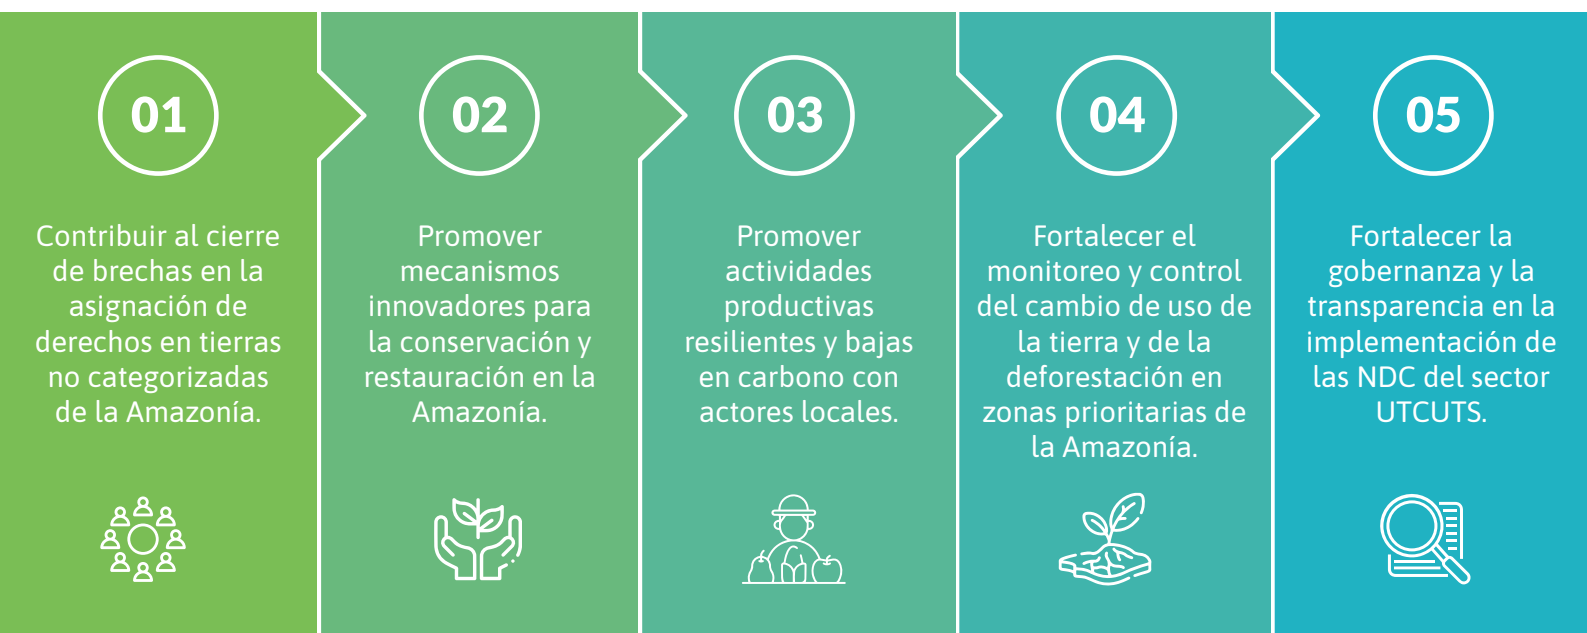 01
Contribuir al cierre
de brechas en la
asignación de
derechos en tierras
no categorizadas
de la Amazonía.
02
Promover
mecanismos
innovadores para
la conservación y
restauración en la
Amazonía.
03
Promover
actividades
productivas
resilientes y bajas
en carbono con
actores locales.
04
Fortalecer el
monitoreo y control
del cambio de uso de
la tierra y de la
deforestación en
zonas prioritarias de
la Amazonía.
05
Fortalecer la
gobernanza y la
transparencia en la
implementación de
las NDC del sector
UTCUTS.